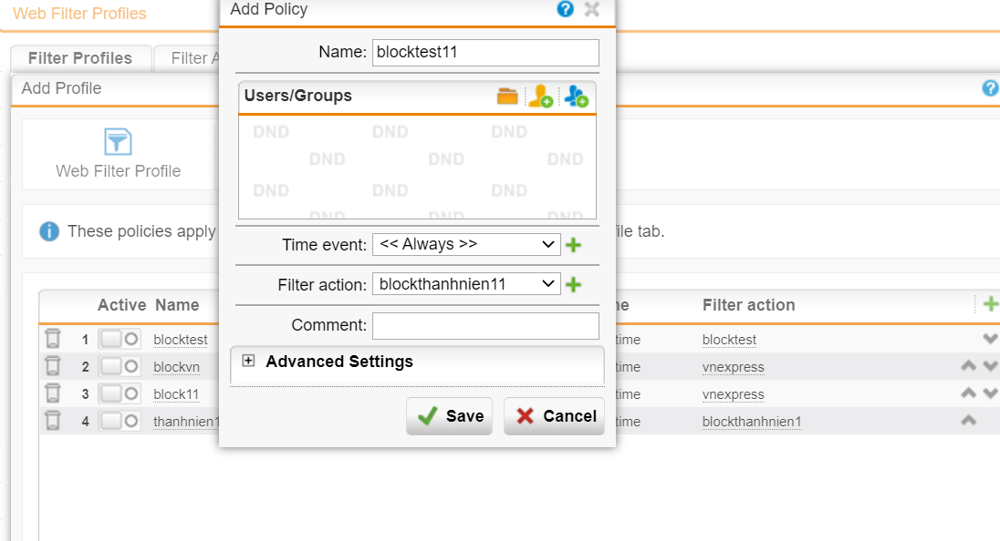 Web Filter Profiles
Add Policy
Filter Profiles
Filter A
Add Profile
Name: blocktest11
Users/Groups
DND DND DND
DND DND DND
DND DND DND
DND DND DND
Web Filter Profile
These policies apply
file tab.
Time event: << Always >>
Filter action: blockthanhnien11
Comment:
Advanced Settings
Save Cancel
Active Name
Filter action
1 blocktest time blocktest
2 blockvn time vnexpress
3 block11 time vnexpress
4 thanhnien1 time blockthanhnien1